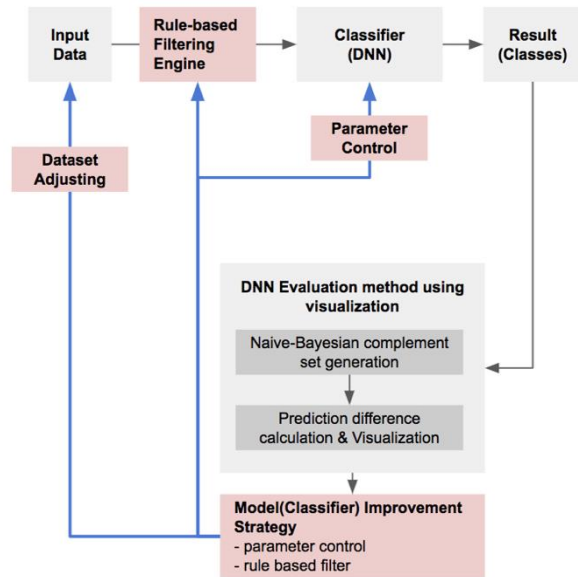 Input
Data
Rule-based
Filtering
Engine
Classifier
(DNN)
Result
(Classes)
Dataset
Adjusting
Parameter
Control
DNN Evaluation method using
visualization
Naive-Bayesian complement
set generation
Prediction difference
calculation & Visualization
Model(Classifier) Improvement
Strategy
- parameter control
- rule based filter